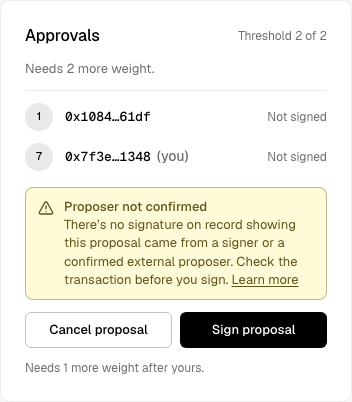 Approvals
Threshold 2 of 2
Needs 2 more weight.
1 0x1084…61df Not signed
7 0x7f3e…1348 (you) Not signed
Proposer not confirmed
There's no signature on record showing
this proposal came from a signer or a
confirmed external proposer. Check the
transaction before you sign. Learn more
Cancel proposal
Sign proposal
Needs 1 more weight after yours.